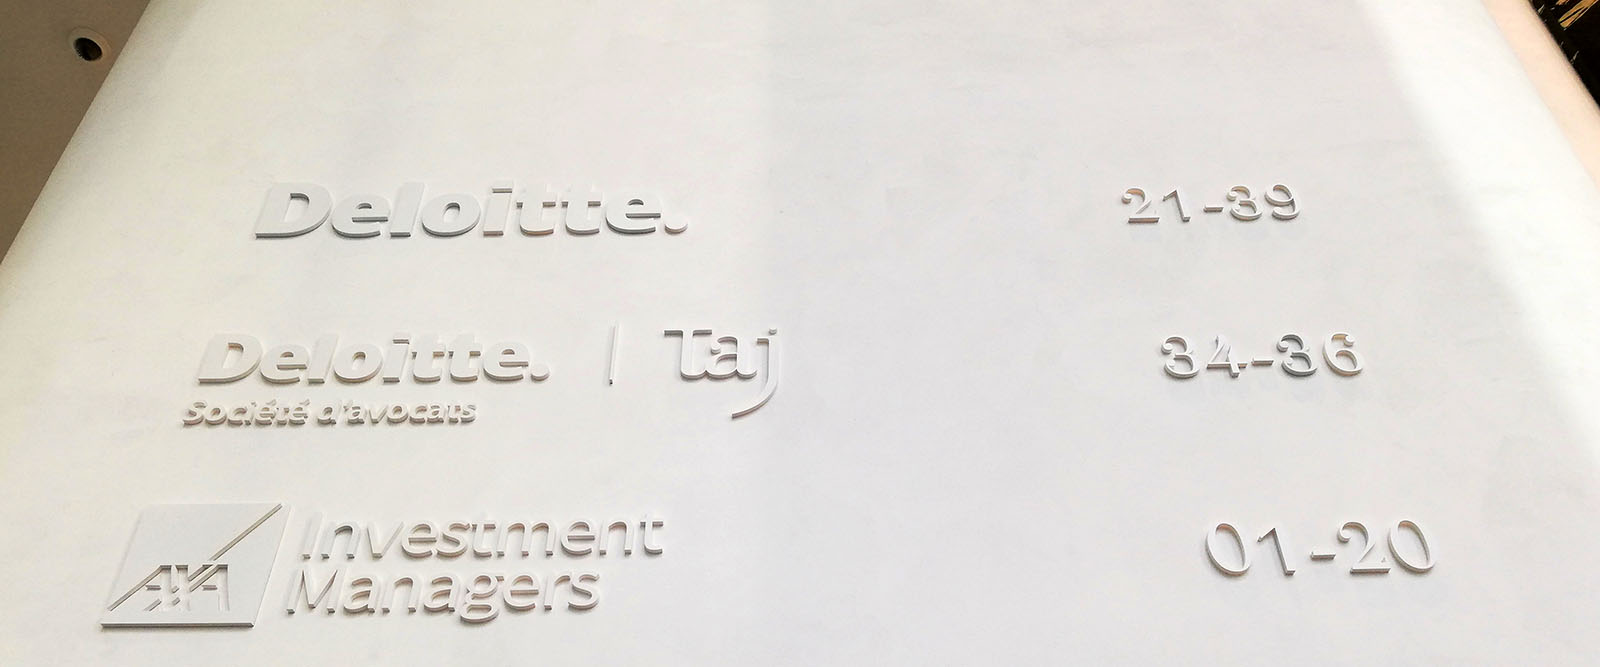 Deloitte. 21-39
Deloitte. | Taj 34-36
Société d'avocats
AXA Investment Managers 01-20